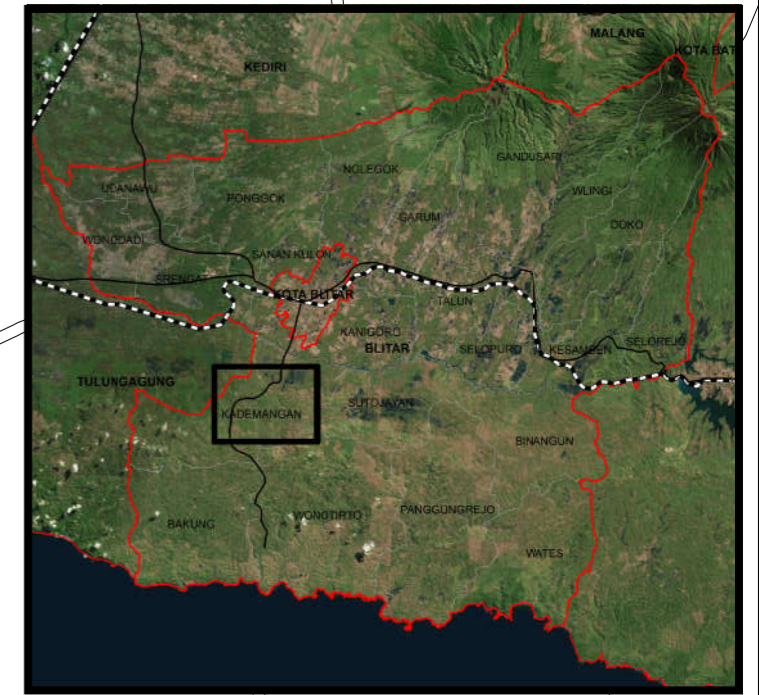 MALANG
KOTA BAT
KEDIRI
NGLEGOK
GANDUSARI
UDANAWU
PONGGOK
WLINGI
GARUM
DOKO
WONODADI
SANAN KULON
SRENGAT
KOTA BLITAR
TALUN
KANIGORO
BLITAR
SELOPURO
KESAMBEN
SELOREJO
TULUNGAGUNG
KADEMANGAN
SUTOJAYAN
BINANGUN
BAKUNG
WONOTIRTO
PANGGUNGREJO
WATES